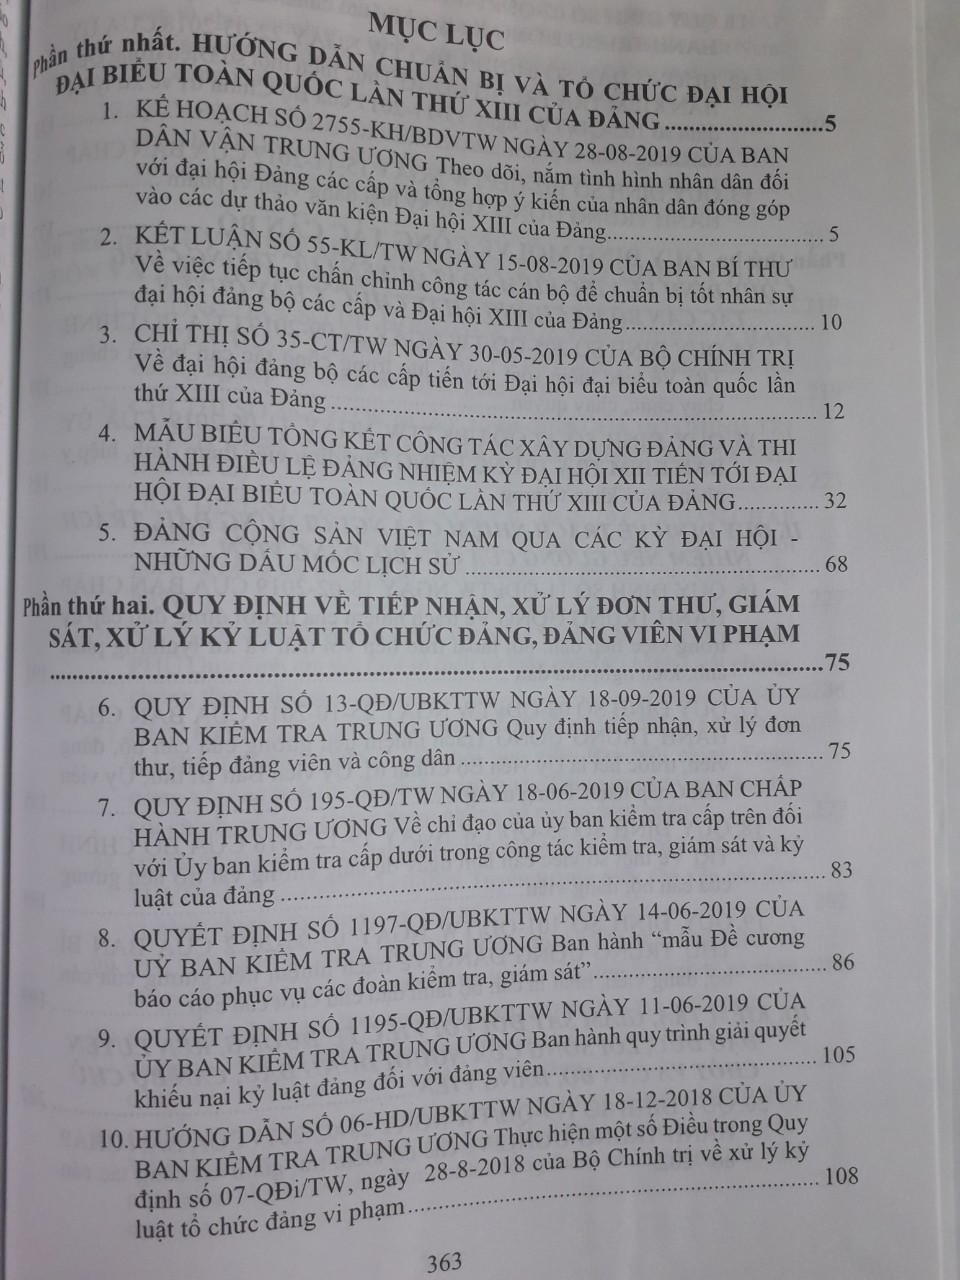 MỤC LỤC
Phần thứ nhất. HƯỚNG DẪN CHUẨN BỊ VÀ TỔ CHỨC ĐẠI HỘI
ĐẠI BIỂU TOÀN QUỐC LẦN THỨ XIII CỦA ĐẢNG..........................5
1. KẾ HOẠCH SỐ 2755-KH/BDVTW NGÀY 28-08-2019 CỦA BAN
DÂN VẬN TRUNG ƯƠNG Theo dõi, nắm tình hình nhân dân đối
với đại hội Đảng các cấp và tổng hợp ý kiến của nhân dân đóng góp
vào các dự thảo văn kiện Đại hội XIII của Đảng.................................... 5
2. KẾT LUẬN SỐ 55-KL/TW NGÀY 15-08-2019 CỦA BAN BÍ THƯ
Về việc tiếp tục chấn chỉnh công tác cán bộ để chuẩn bị tốt nhân sự
đại hội đảng bộ các cấp và Đại hội XIII của Đảng............................... 10
3. CHỈ THỊ SỐ 35-CT/TW NGÀY 30-05-2019 CỦA BỘ CHÍNH TRỊ
Về đại hội đảng bộ các cấp tiến tới Đại hội đại biểu toàn quốc lần
thứ XIII của Đảng ................................................................................ 12
4. MẪU BIỂU TỔNG KẾT CÔNG TÁC XÂY DỰNG ĐẢNG VÀ THI
HÀNH ĐIỀU LỆ ĐẢNG NHIỆM KỲ ĐẠI HỘI XII TIẾN TỚI ĐẠI
HỘI ĐẠI BIỂU TOÀN QUỐC LẦN THỨ XIII CỦA ĐẢNG............. 32
5. ĐẢNG CỘNG SẢN VIỆT NAM QUA CÁC KỲ ĐẠI HỘI -
NHỮNG DẤU MỐC LỊCH SỬ .......................................................... 68
Phần thứ hai. QUY ĐỊNH VỀ TIẾP NHẬN, XỬ LÝ ĐƠN THƯ, GIÁM
SÁT, XỬ LÝ KỶ LUẬT TỔ CHỨC ĐẢNG, ĐẢNG VIÊN VI PHẠM
..............................................................................................................75
6. QUY ĐỊNH SỐ 13-QĐ/UBKTTW NGÀY 18-09-2019 CỦA ỦY
BAN KIỂM TRA TRUNG ƯƠNG Quy định tiếp nhận, xử lý đơn
thư, tiếp đảng viên và công dân ........................................................... 75
7. QUY ĐỊNH SỐ 195-QĐ/TW NGÀY 18-06-2019 CỦA BAN CHẤP
HÀNH TRUNG ƯƠNG Về chỉ đạo của ủy ban kiểm tra cấp trên đối
với Ủy ban kiểm tra cấp dưới trong công tác kiểm tra, giám sát và kỷ
luật của đảng ........................................................................................ 83
8. QUYẾT ĐỊNH SỐ 1197-QĐ/UBKTTW NGÀY 14-06-2019 CỦA
UỶ BAN KIỂM TRA TRUNG ƯƠNG Ban hành “mẫu Đề cương
báo cáo phục vụ các đoàn kiểm tra, giám sát”...................................... 86
9. QUYẾT ĐỊNH SỐ 1195-QĐ/UBKTTW NGÀY 11-06-2019 CỦA
ỦY BAN KIỂM TRA TRUNG ƯƠNG Ban hành quy trình giải quyết
khiếu nại kỷ luật đảng đối với đảng viên............................................. 105
10. HƯỚNG DẪN SỐ 06-HD/UBKTTW NGÀY 18-12-2018 CỦA ỦY
BAN KIỂM TRA TRUNG ƯƠNG Thực hiện một số Điều trong Quy
định số 07-QĐi/TW, ngày 28-8-2018 của Bộ Chính trị về xử lý kỷ
luật tổ chức đảng vi phạm.................................................................... 108
363